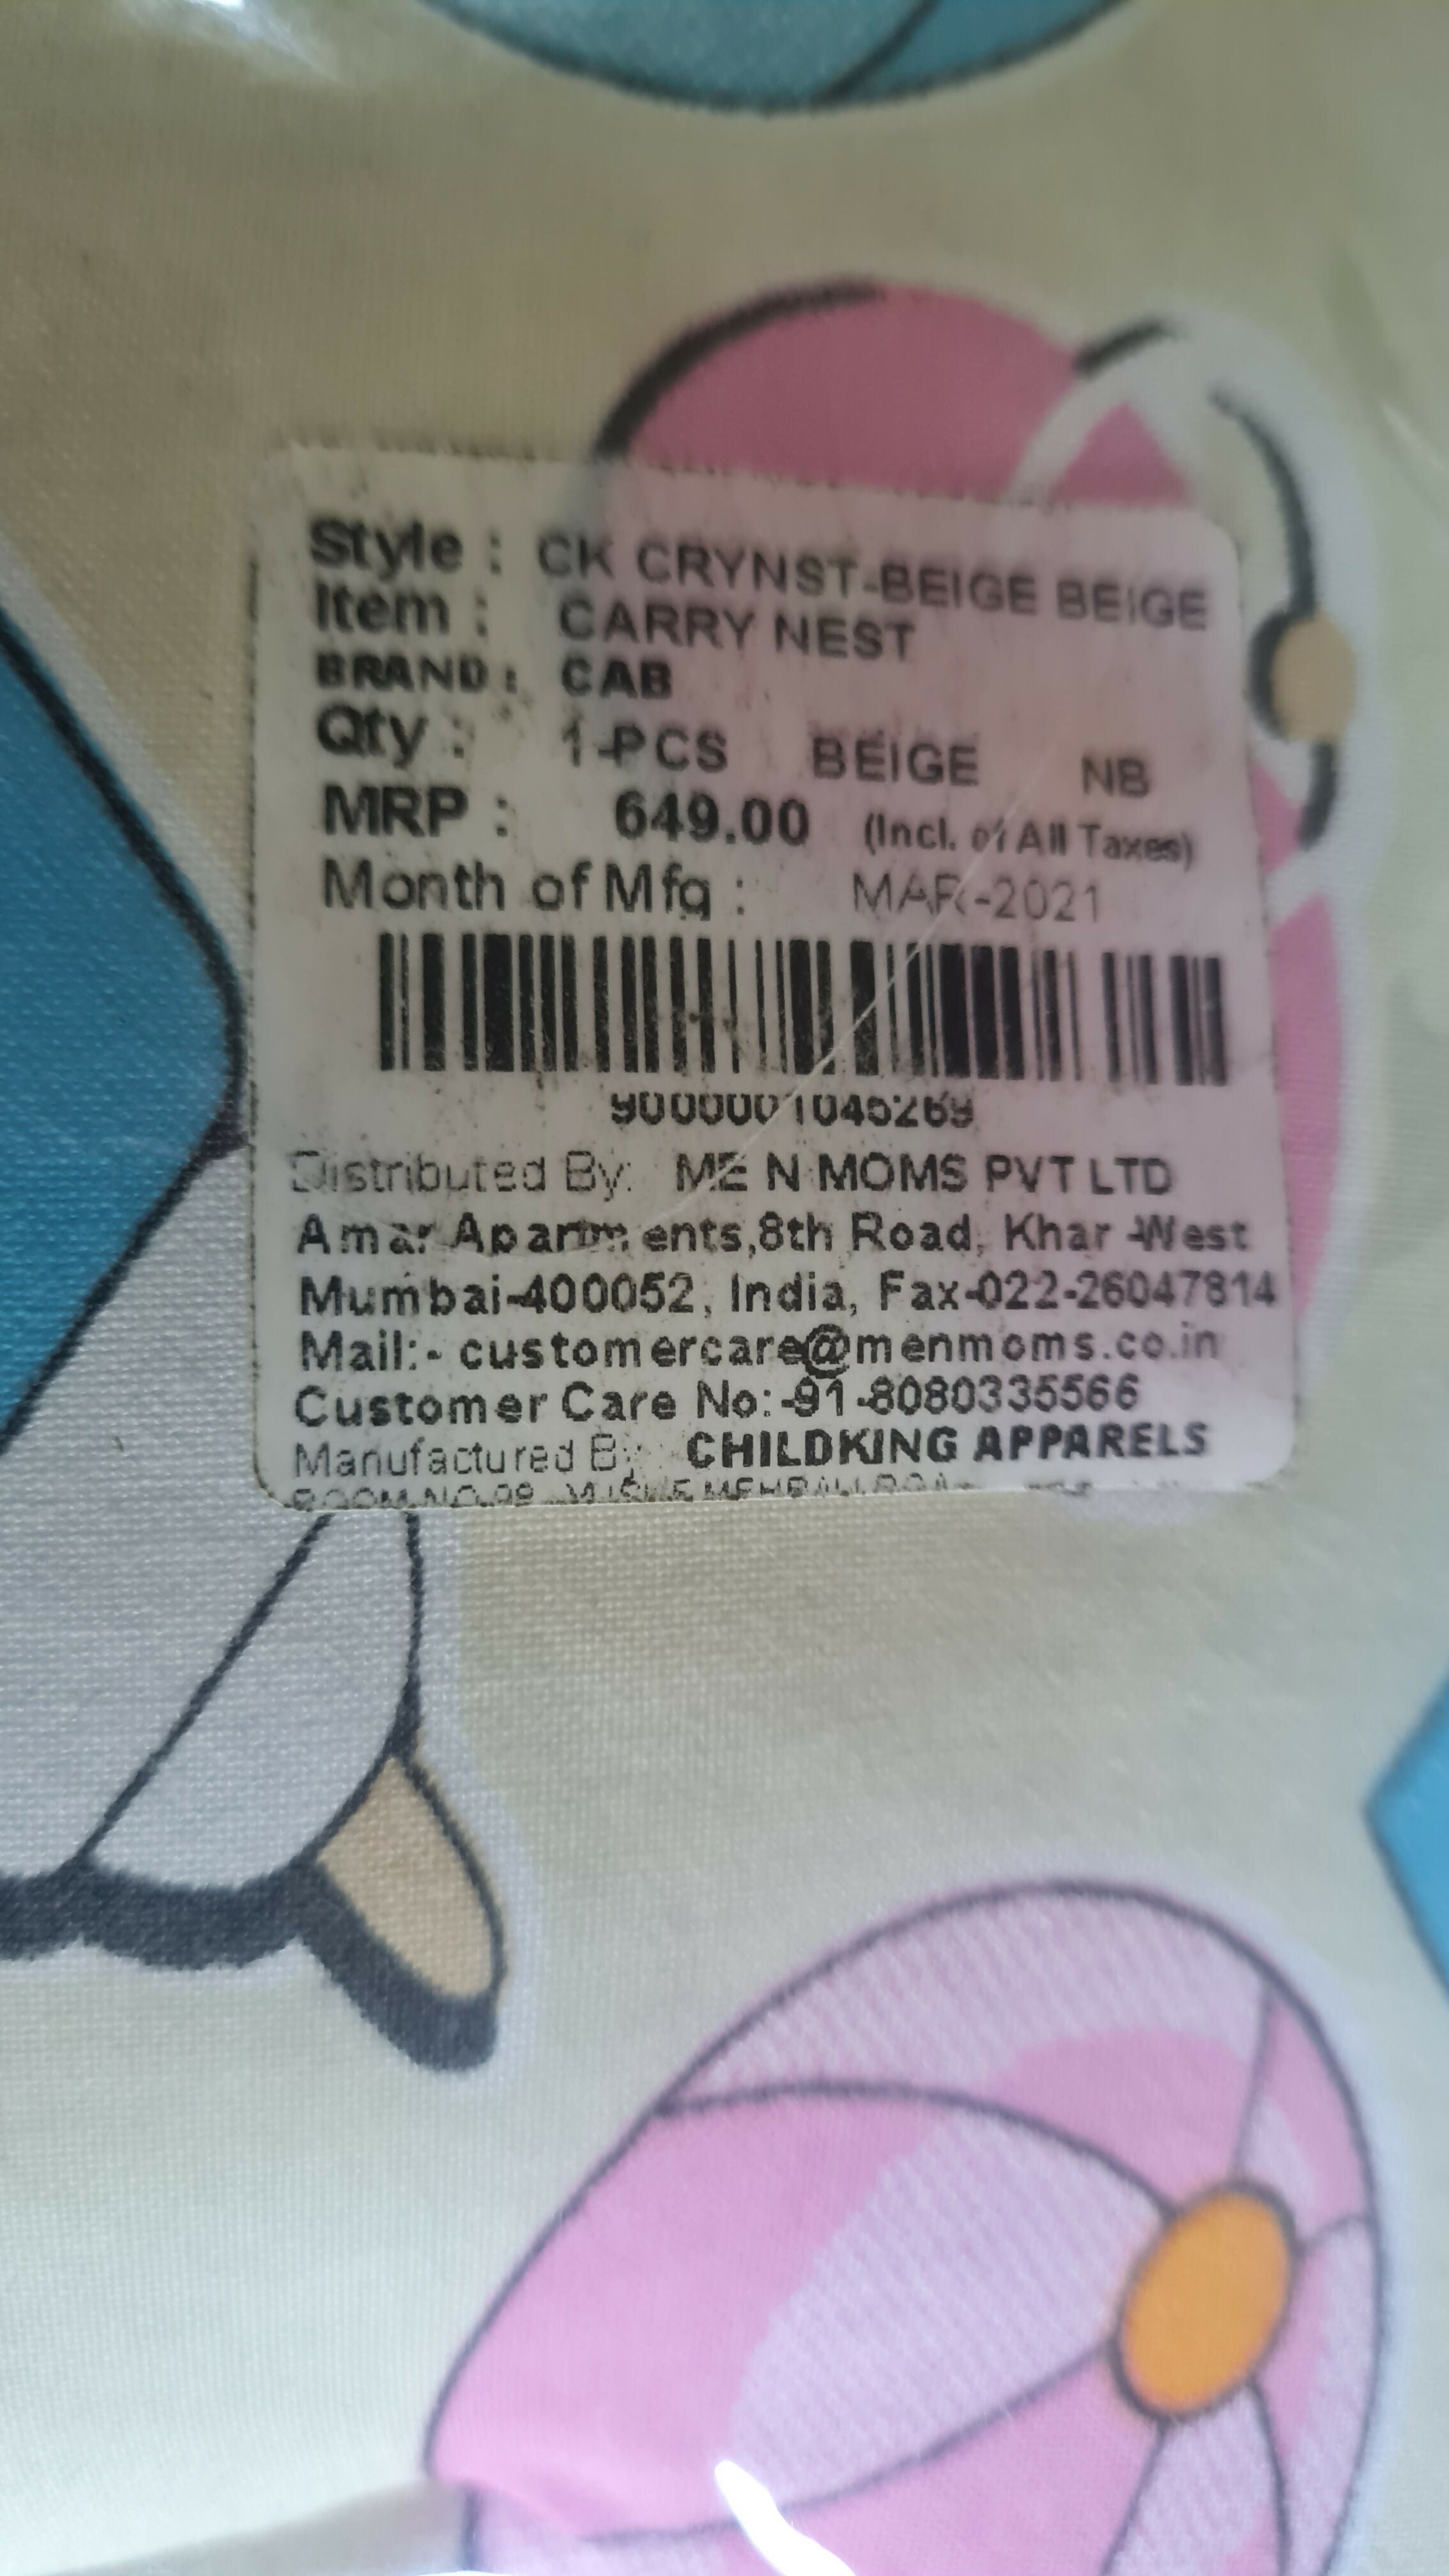 Style : CK CRYNST-BEIGE BEIGE
Item : CARRY NEST
BRAND : CAB
Qty : 1-PCS BEIGE NB
MRP : 649.00 (Incl. of All Taxes)
Month of Mfg : MAR-2021
9000001045269
Distributed By: ME N MOMS PVT LTD
Amar Apartments,8th Road, Khar -West
Mumbai-400052, India, Fax-022-26047814
Mail:- customercare@menmoms.co.in
Customer Care No:-91-8080335566
Manufactured By: CHILDKING APPARELS
ROOM NO